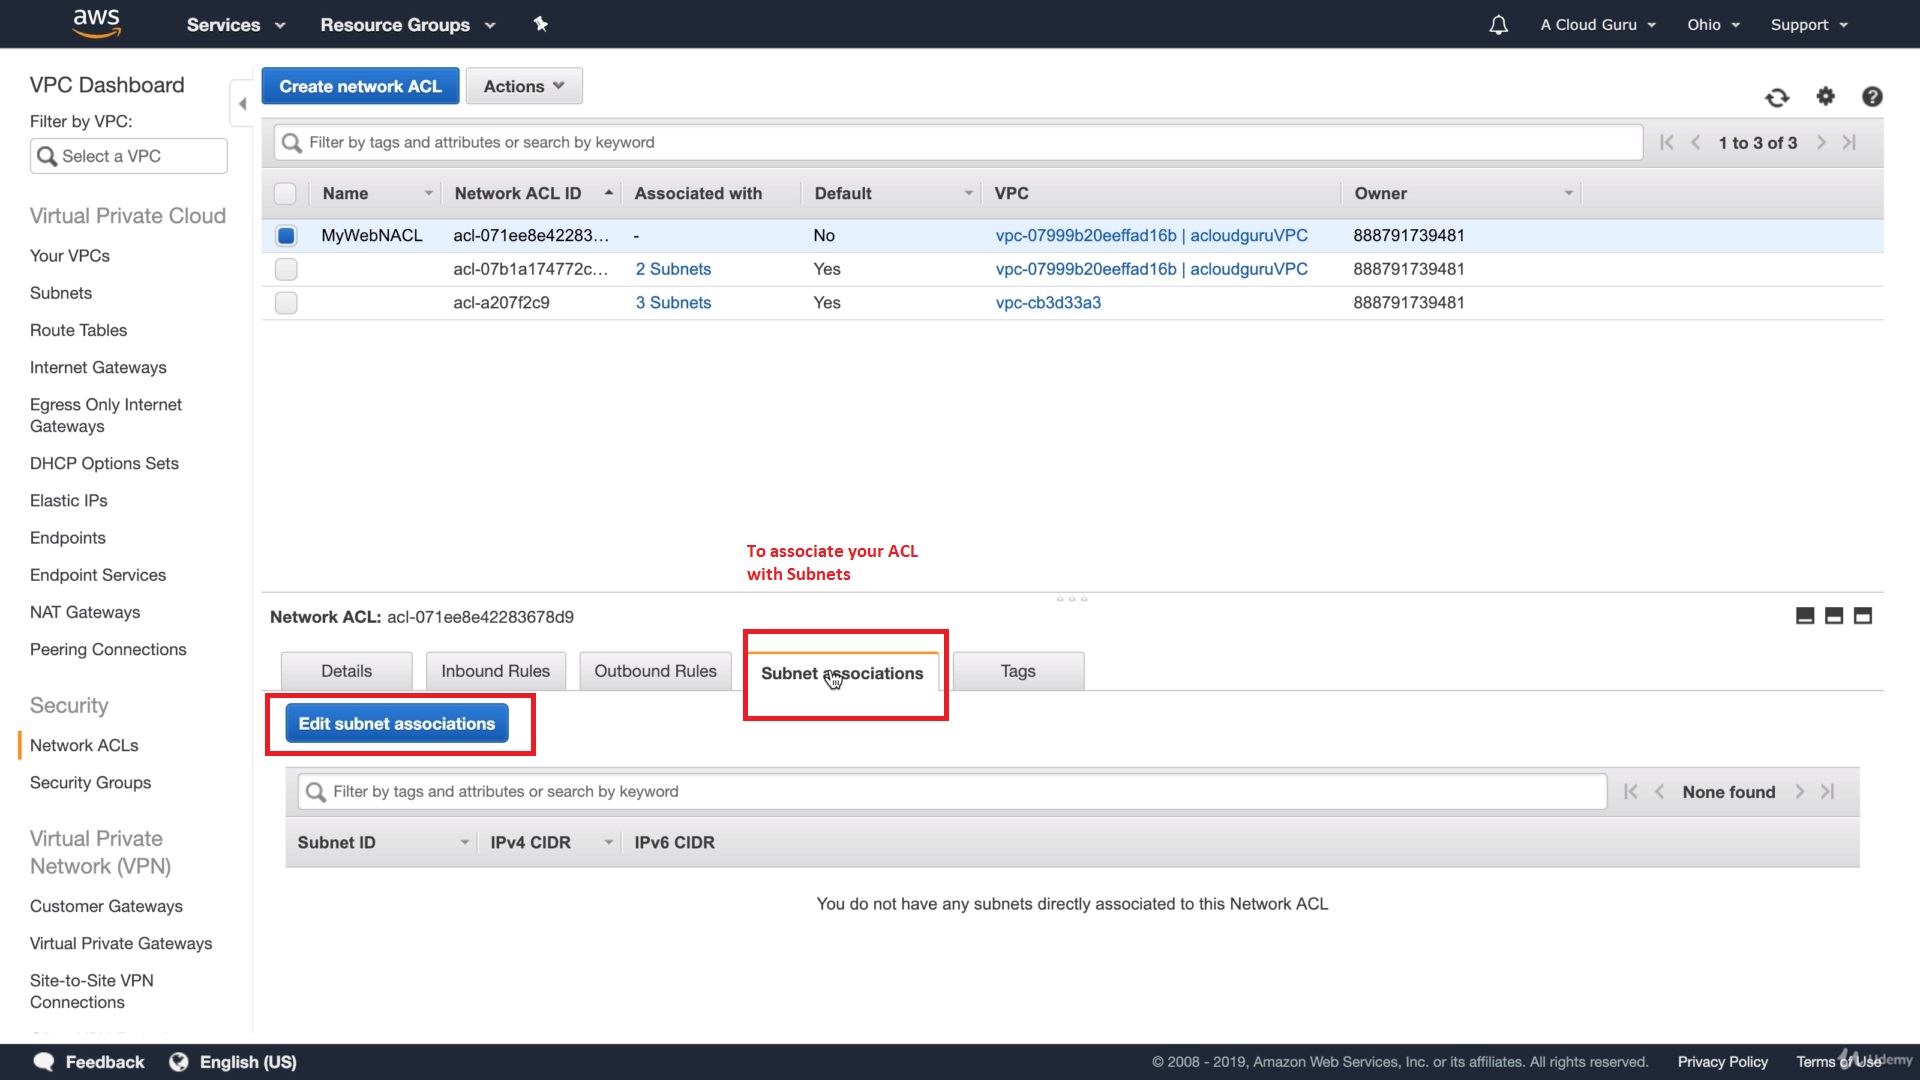 aws
Services
Resource Groups
A Cloud Guru
Ohio
Support
VPC Dashboard
Filter by VPC:
Select a VPC
Virtual Private Cloud
Your VPCs
Subnets
Route Tables
Internet Gateways
Egress Only Internet
Gateways
DHCP Options Sets
Elastic IPs
Endpoints
Endpoint Services
NAT Gateways
Peering Connections
Security
Network ACLs
Security Groups
Virtual Private
Network (VPN)
Customer Gateways
Virtual Private Gateways
Site-to-Site VPN
Connections
Create network ACL
Actions
Filter by tags and attributes or search by keyword
1 to 3 of 3
Name Network ACL ID Associated with Default VPC Owner
MyWebNACL acl-071ee8e42283... - No vpc-07999b20eeffad16b | acloudguruVPC 888791739481
acl-07b1a174772c... 2 Subnets Yes vpc-07999b20eeffad16b | acloudguruVPC 888791739481
acl-a207f2c9 3 Subnets Yes vpc-cb3d33a3 888791739481
To associate your ACL
with Subnets
Network ACL: acl-071ee8e42283678d9
Details
Inbound Rules
Outbound Rules
Subnet associations
Tags
Edit subnet associations
Filter by tags and attributes or search by keyword
None found
Subnet ID IPv4 CIDR IPv6 CIDR
You do not have any subnets directly associated to this Network ACL
Feedback
English (US)
© 2008 - 2019, Amazon Web Services, Inc. or its affiliates. All rights reserved.
Privacy Policy
Terms of Use
Udemy